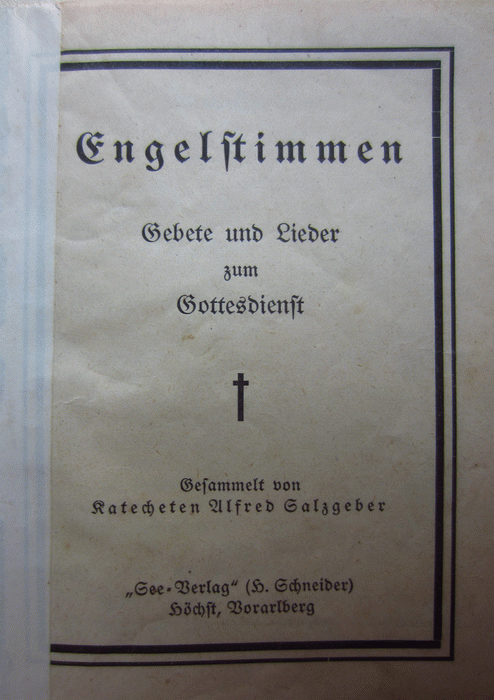 Engelſtimmen
Gebete und Lieder
zum
Gottesdienſt
Geſammelt von
Katecheten Alfred Salzgeber
„See-Verlag“ (H. Schneider)
Höchſt, Vorarlberg